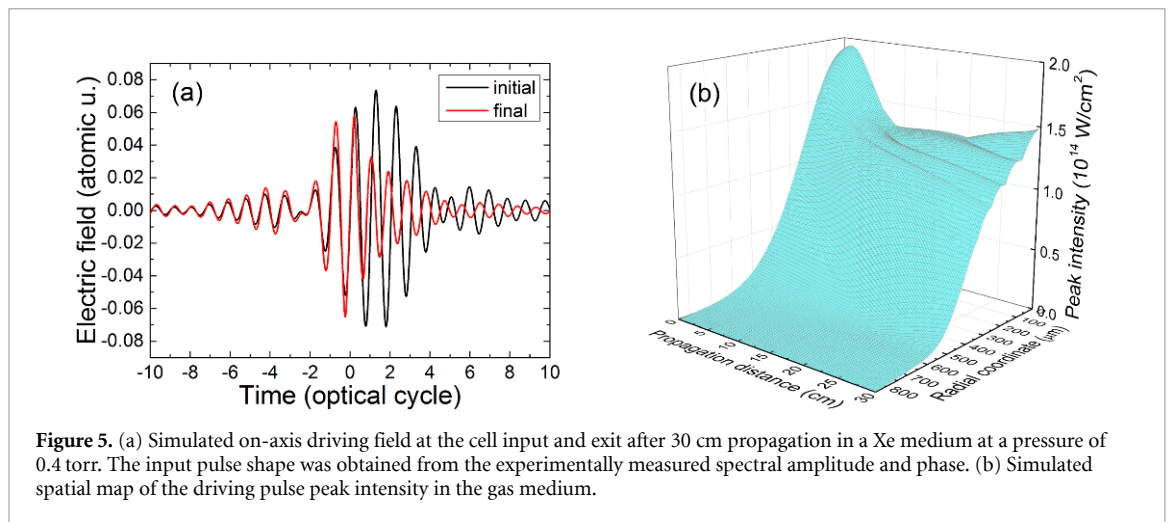 (a)
initial
final
0.08
0.06
0.04
0.02
0.00
-0.02
-0.04
-0.06
-0.08
Electric field (atomic u.)
-10 -8 -6 -4 -2 0 2 4 6 8 10
Time (optical cycle)
(b)
2.0
1.5
1.0
0.5
0.0
Peak intensity (10¹⁴ W/cm²)
0 5 10 15 20 25 30
Propagation distance (cm)
0 100 200 300 400 500 600 700 800
Radial coordinate (μm)
Figure 5. (a) Simulated on-axis driving field at the cell input and exit after 30 cm propagation in a Xe medium at a pressure of
0.4 torr. The input pulse shape was obtained from the experimentally measured spectral amplitude and phase. (b) Simulated
spatial map of the driving pulse peak intensity in the gas medium.